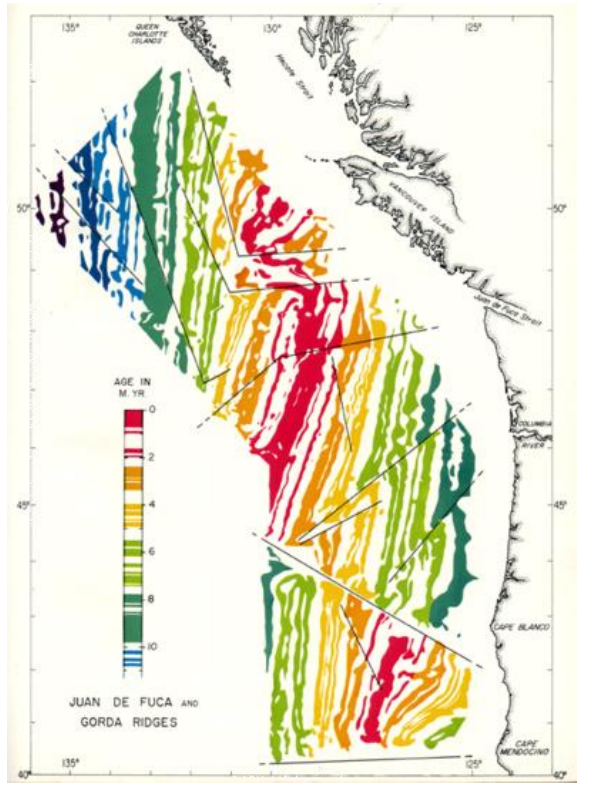 135°
QUEEN
CHARLOTTE
ISLANDS
130°
125°
Hecate Strait
50°
50°
VANCOUVER ISLAND
Juan de Fuca Strait
AGE IN
M. YR.
0
2
4
6
8
10
COLUMBIA
RIVER
45°
45°
CAPE BLANCO
JUAN DE FUCA AND
GORDA RIDGES
CAPE
MENDOCINO
135°
125°
40°
40°